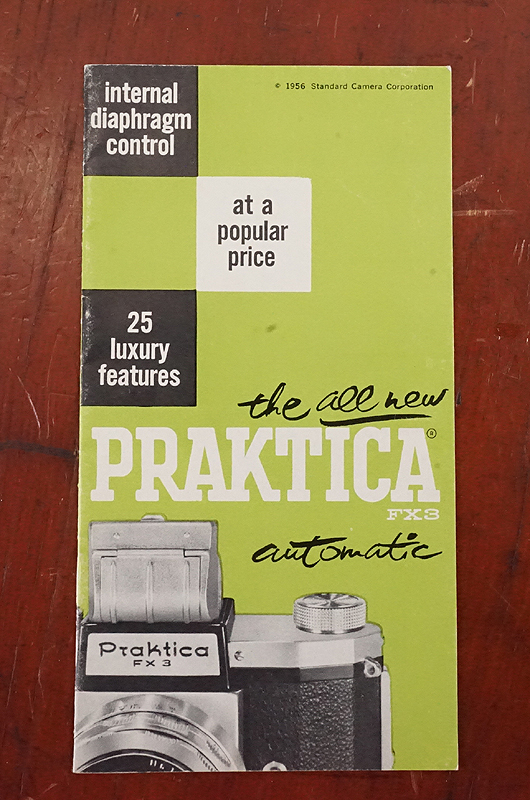 © 1956 Standard Camera Corporation
internal
diaphragm
control
at a
popular
price
25
luxury
features
the all new
PRAKTICA®
FX3
automatic
Praktica
FX 3